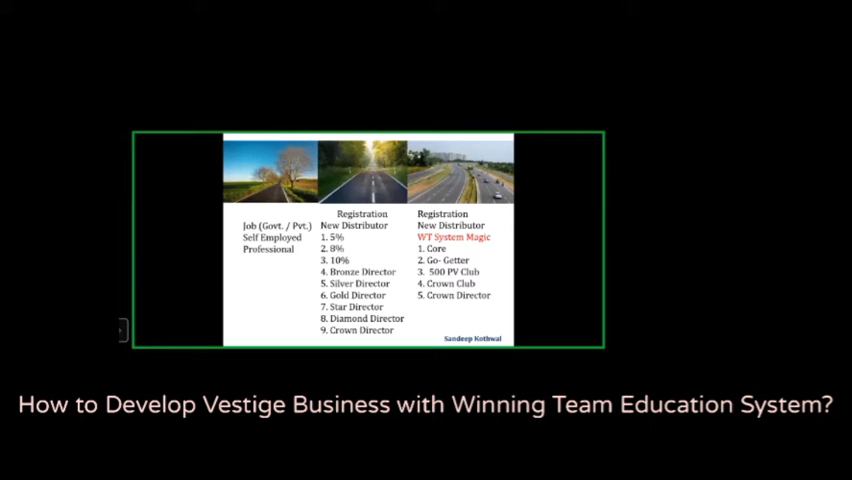 Job (Govt. / Pvt.)
Self Employed
Professional
Registration
New Distributor
1. 5%
2. 8%
3. 10%
4. Bronze Director
5. Silver Director
6. Gold Director
7. Star Director
8. Diamond Director
9. Crown Director
Registration
New Distributor
WT System Magic
1. Core
2. Go- Getter
3. 500 PV Club
4. Crown Club
5. Crown Director
Sandeep Kothwal
How to Develop Vestige Business with Winning Team Education System?